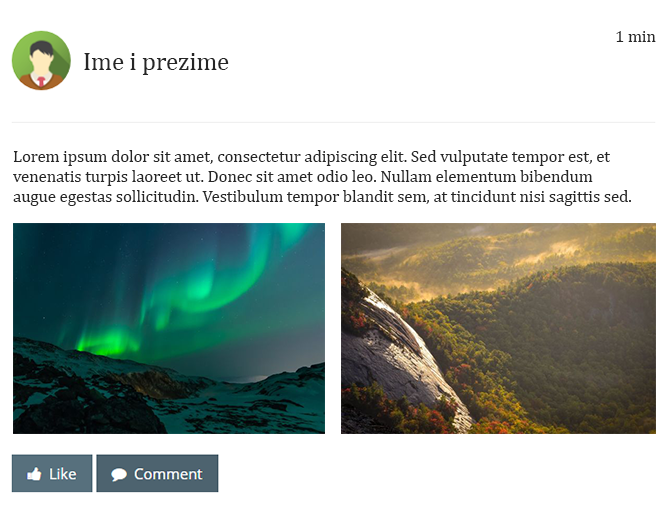 1 min
Ime i prezime
Lorem ipsum dolor sit amet, consectetur adipiscing elit. Sed vulputate tempor est, et
venenatis turpis laoreet ut. Donec sit amet odio leo. Nullam elementum bibendum
augue egestas sollicitudin. Vestibulum tempor blandit sem, at tincidunt nisi sagittis sed.
Like Comment